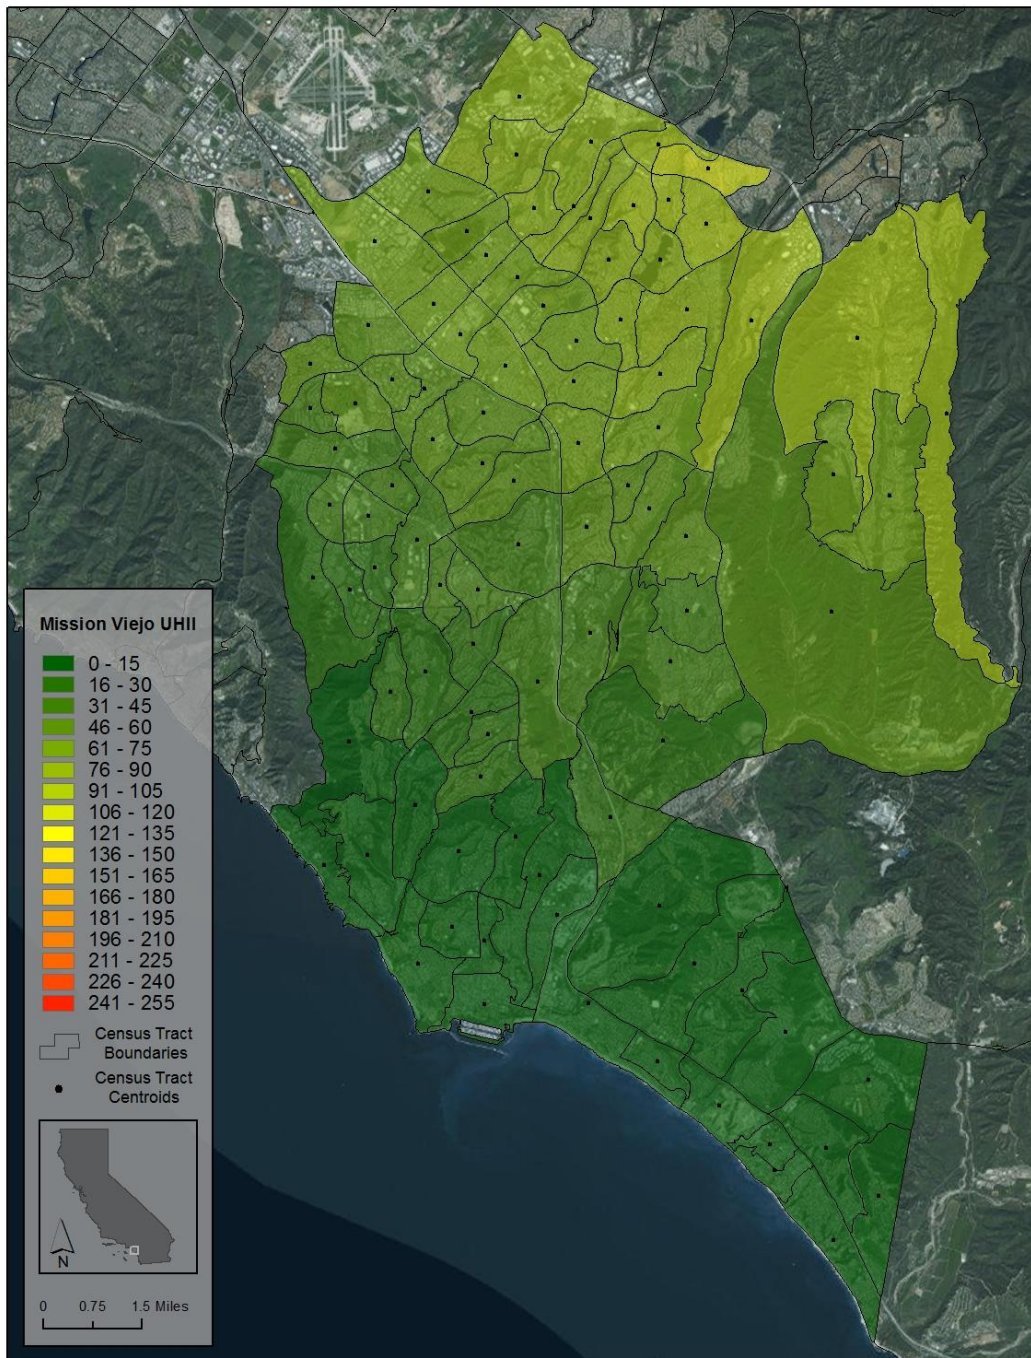 Mission Viejo UHII
0 - 15
16 - 30
31 - 45
46 - 60
61 - 75
76 - 90
91 - 105
106 - 120
121 - 135
136 - 150
151 - 165
166 - 180
181 - 195
196 - 210
211 - 225
226 - 240
241 - 255
Census Tract
Boundaries
Census Tract
Centroids
N
0 0.75 1.5 Miles